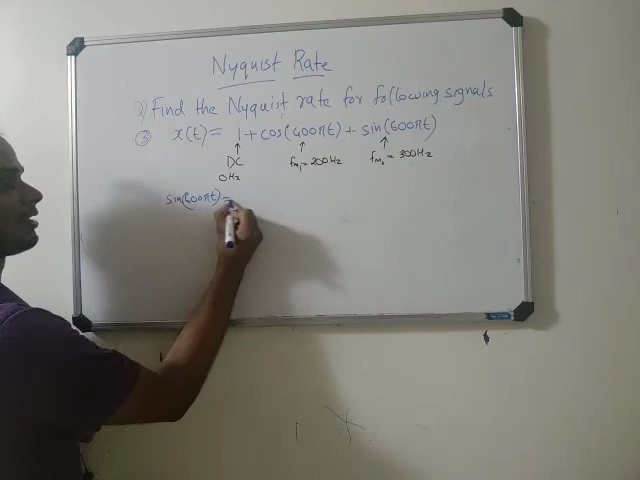 Nyquist Rate
1) Find the Nyquist rate for following signals
③ x(t) = 1 + cos(400πt) + sin(600πt)
DC fm₁ = 200Hz fm₂ = 300Hz
0Hz
sin(600πt) =